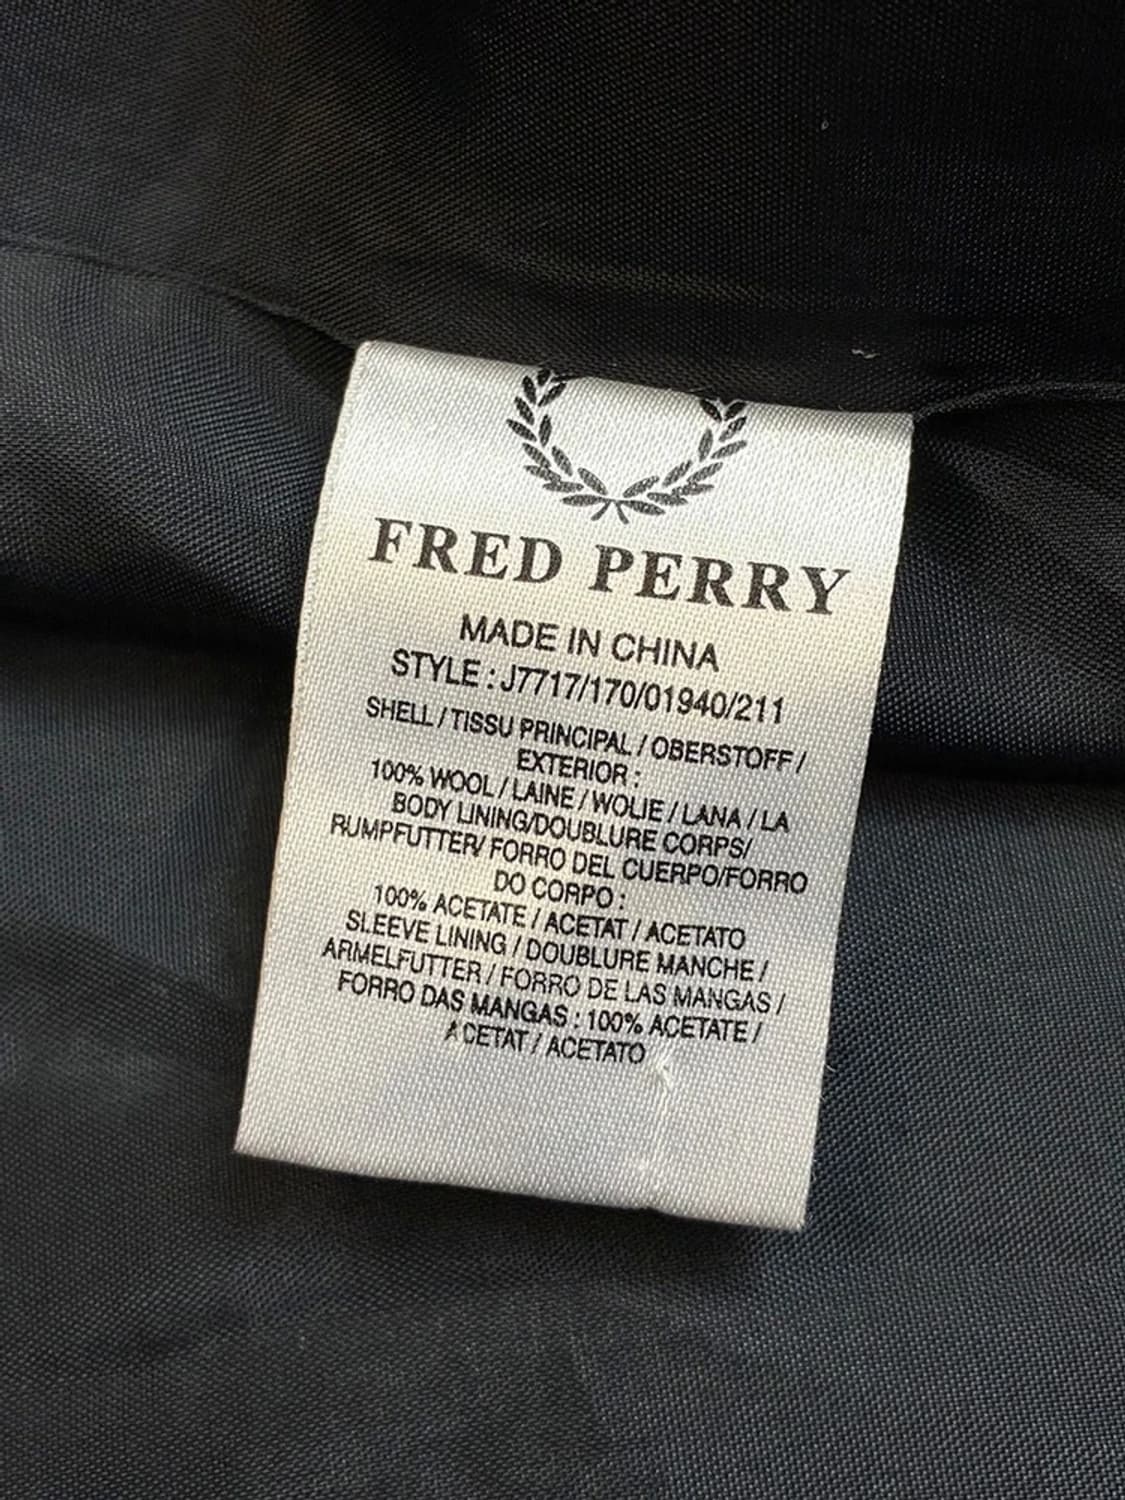 FRED PERRY
MADE IN CHINA
STYLE : J7717/170/01940/211
SHELL / TISSU PRINCIPAL / OBERSTOFF /
EXTERIOR :
100% WOOL / LAINE / WOLIE / LANA / LA
BODY LINING/DOUBLURE CORPS/
RUMPFUTTER/ FORRO DEL CUERPO/FORRO
DO CORPO :
100% ACETATE / ACETAT / ACETATO
SLEEVE LINING / DOUBLURE MANCHE /
ARMELFUTTER / FORRO DE LAS MANGAS /
FORRO DAS MANGAS : 100% ACETATE /
ACETAT / ACETATO